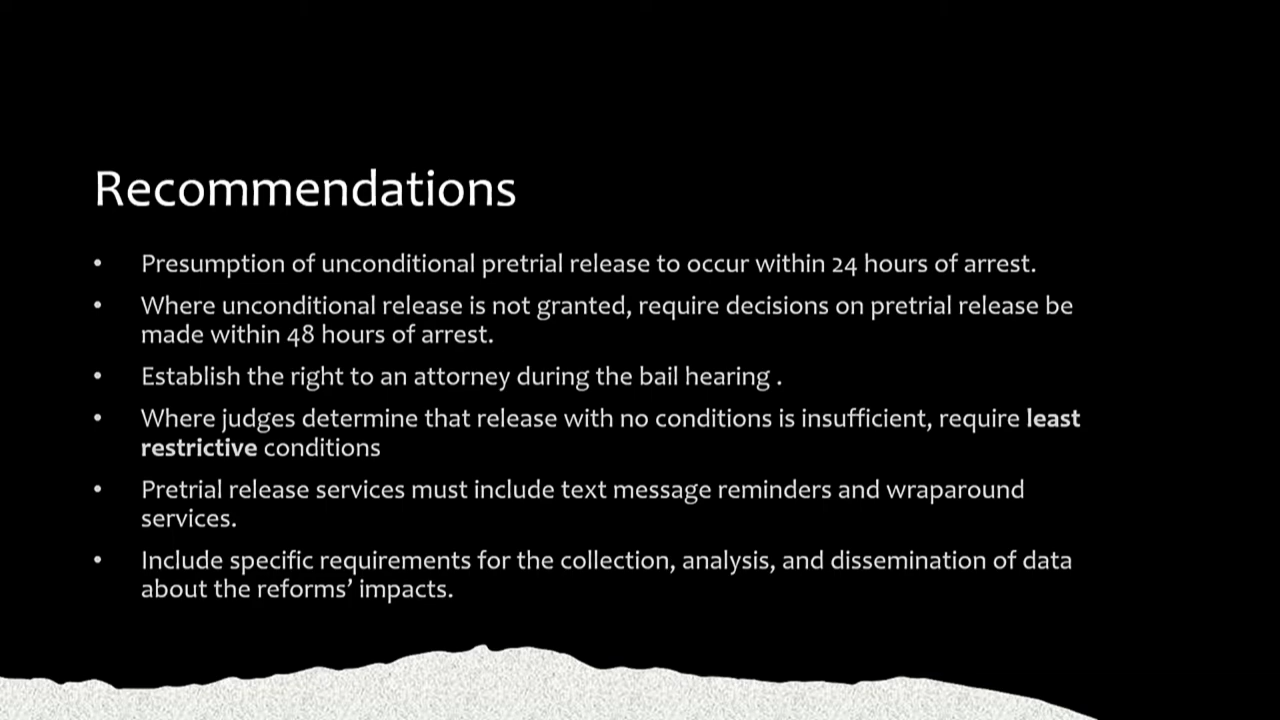 Recommendations
• Presumption of unconditional pretrial release to occur within 24 hours of arrest.
• Where unconditional release is not granted, require decisions on pretrial release be
made within 48 hours of arrest.
• Establish the right to an attorney during the bail hearing .
• Where judges determine that release with no conditions is insufficient, require least
restrictive conditions
• Pretrial release services must include text message reminders and wraparound
services.
• Include specific requirements for the collection, analysis, and dissemination of data
about the reforms’ impacts.